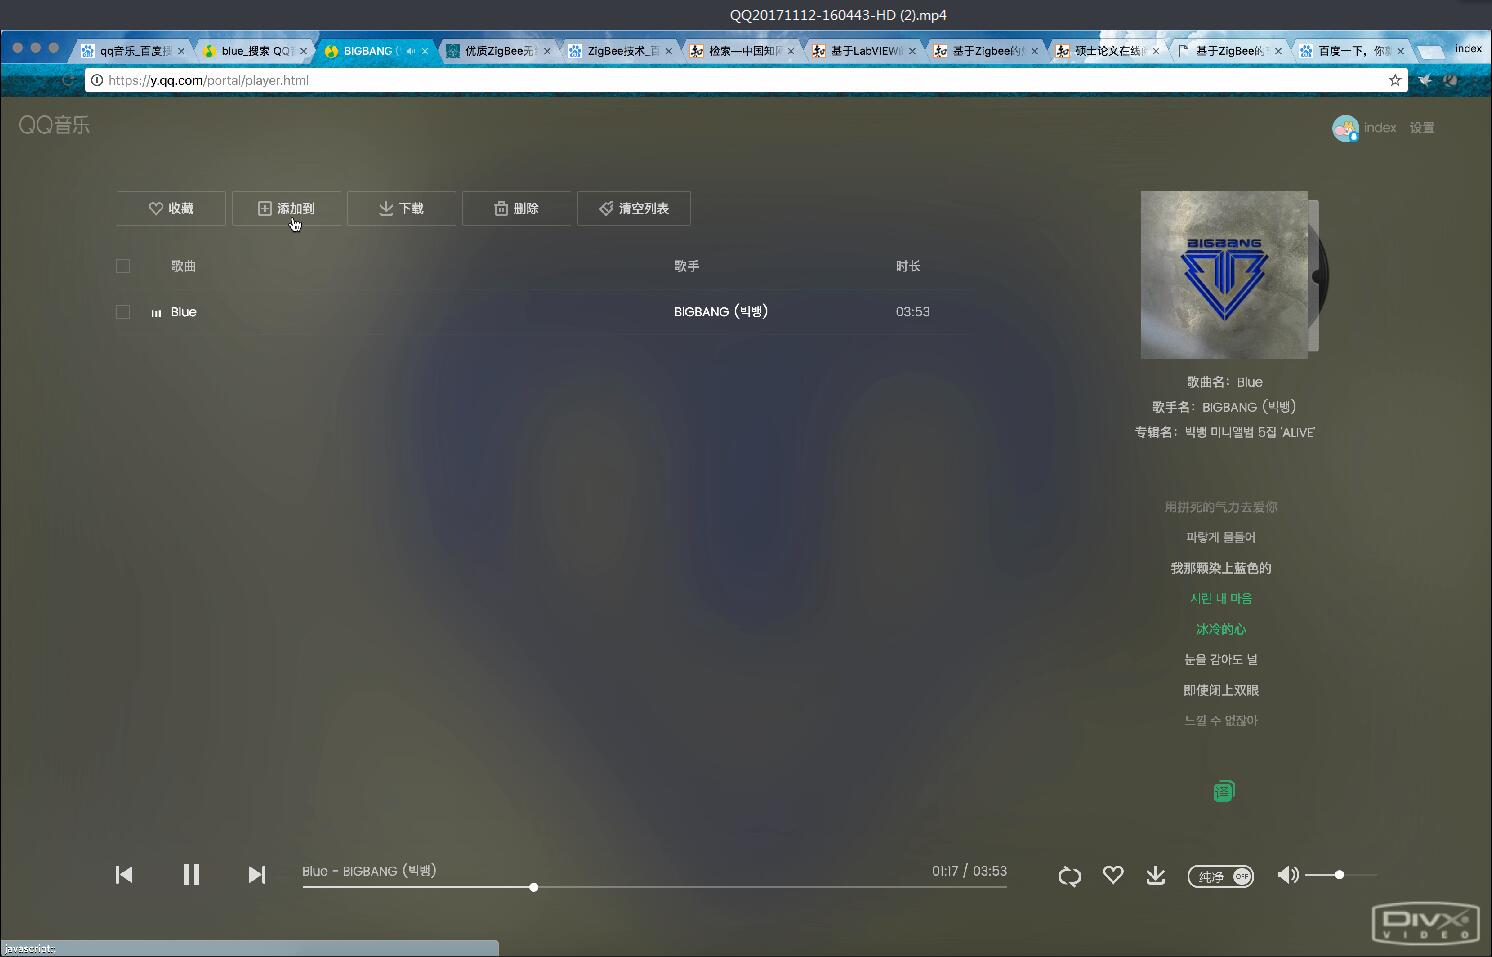 QQ20171112-160443-HD (2).mp4
qq音乐_百度搜
blue_搜索 QQ音
BIGBANG (
优质ZigBee无
ZigBee技术_百
检索—中国知网
基于LabVIEW的
基于Zigbee的
硕士论文在线
基于ZigBee的
百度一下，你就
index
https://y.qq.com/portal/player.html
QQ音乐
index 设置
收藏
添加到
下载
删除
清空列表
歌曲 歌手 时长
Blue BIGBANG (빅뱅) 03:53
BIGBANG
歌曲名：Blue
歌手名：BIGBANG (빅뱅)
专辑名：빅뱅 미니앨범 5집 'ALIVE'
用拼死的气力去爱你
파랗게 물들어
我那颗染上蓝色的
시린 내 마음
冰冷的心
눈을 감아도 널
即使闭上双眼
느낄 수 없잖아
译
Blue - BIGBANG (빅뱅) 01:17 / 03:53
纯净 OFF
DIVX
VIDEO
javascript:;